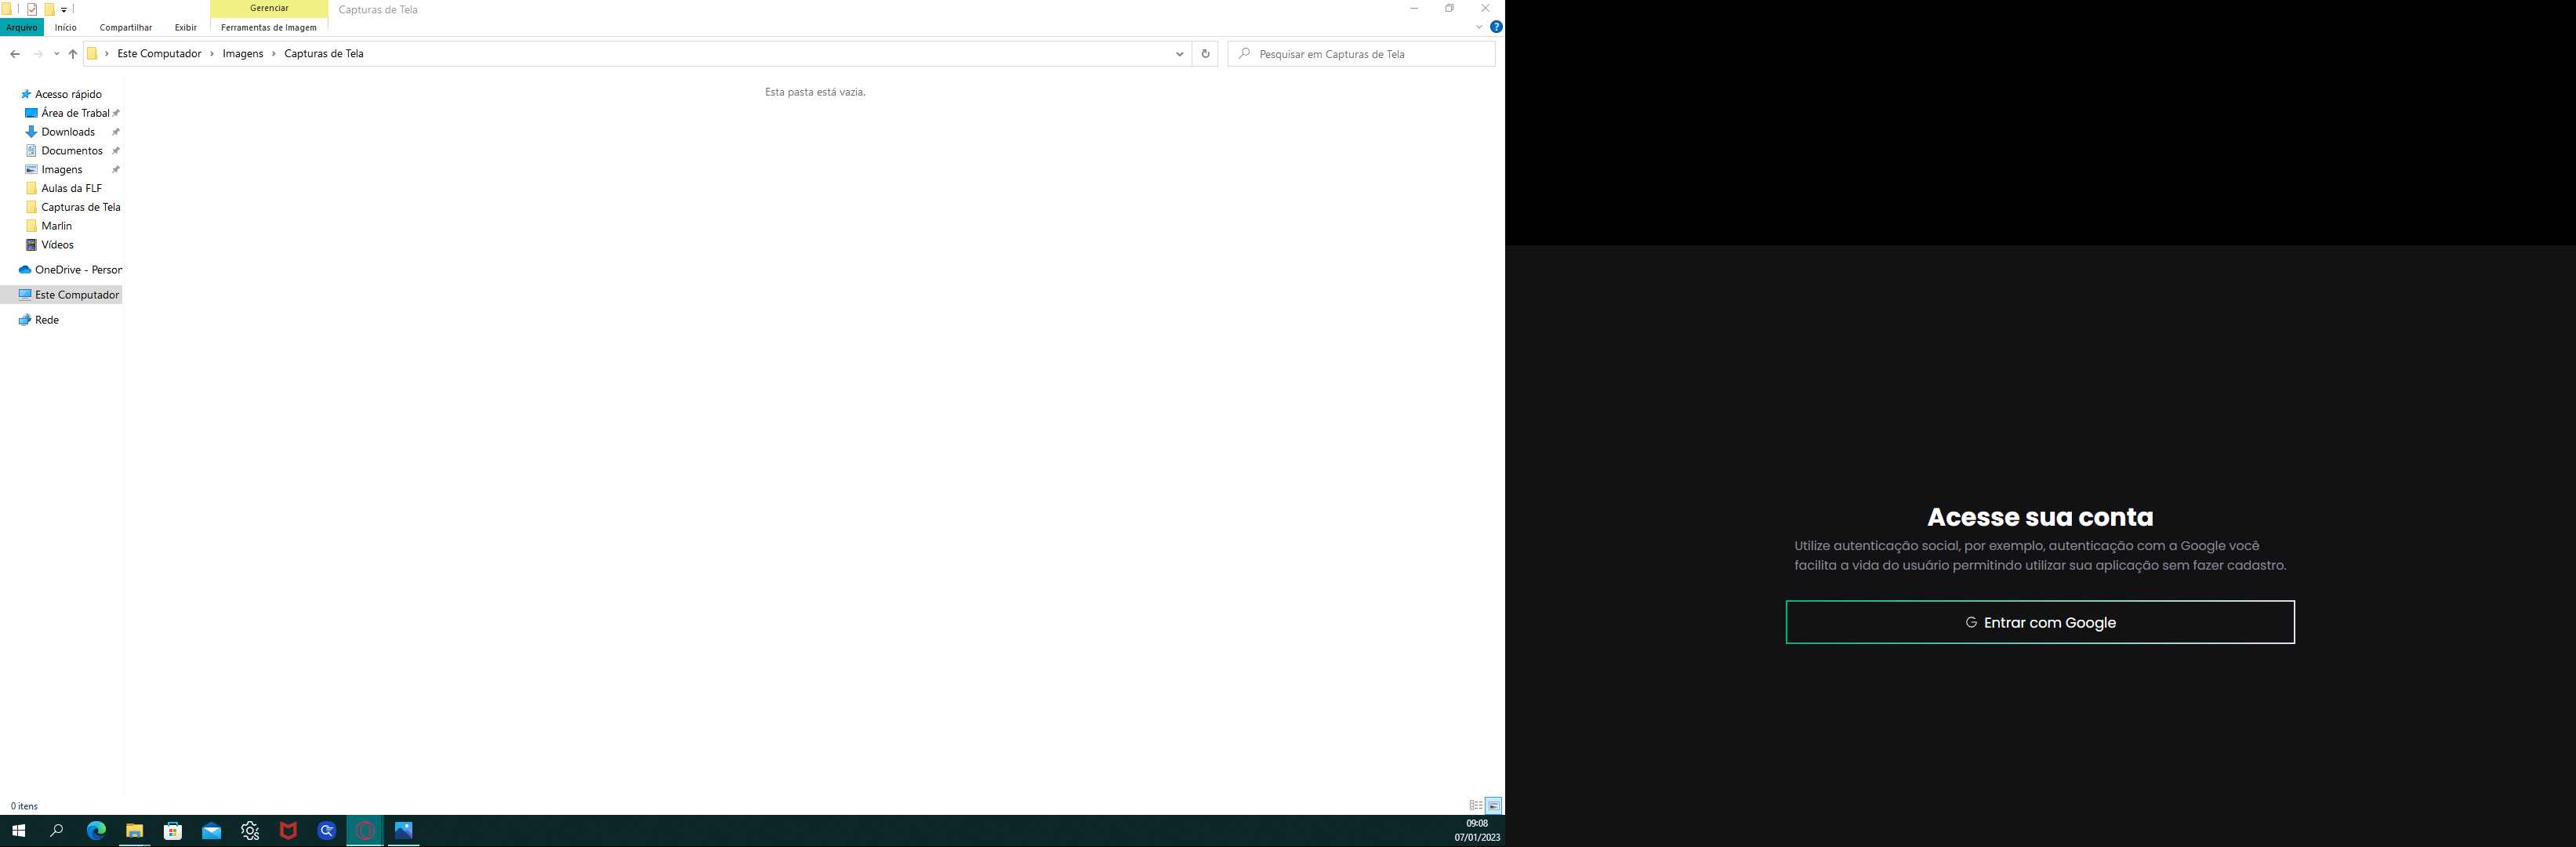 Gerenciar
Capturas de Tela
Arquivo
Início
Compartilhar
Exibir
Ferramentas de Imagem
?
Este Computador › Imagens › Capturas de Tela
Pesquisar em Capturas de Tela
Esta pasta está vazia.
Acesso rápido
Área de Trabal
Downloads
Documentos
Imagens
Aulas da FLF
Capturas de Tela
Marlin
Vídeos
OneDrive - Person
Este Computador
Rede
0 itens
09:08
07/01/2023
Acesse sua conta
Utilize autenticação social, por exemplo, autenticação com a Google você
facilita a vida do usuário permitindo utilizar sua aplicação sem fazer cadastro.
G Entrar com Google